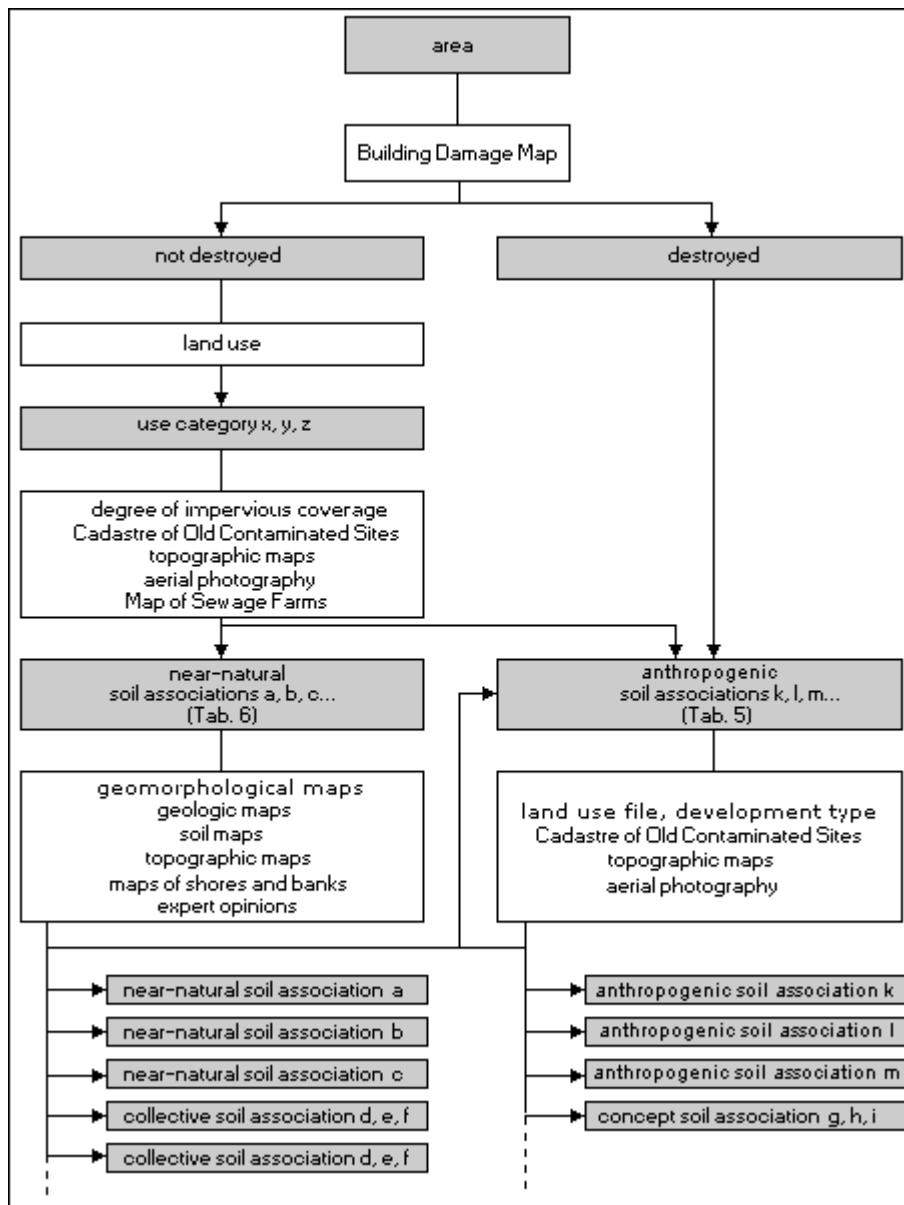 area
Building Damage Map
not destroyed
destroyed
land use
use category x, y, z
degree of impervious coverage
Cadastre of Old Contaminated Sites
topographic maps
aerial photography
Map of Sewage Farms
near-natural
soil associations a, b, c...
(Tab. 6)
anthropogenic
soil associations k, l, m...
(Tab. 5)
geomorphological maps
geologic maps
soil maps
topographic maps
maps of shores and banks
expert opinions
land use file, development type
Cadastre of Old Contaminated Sites
topographic maps
aerial photography
near-natural soil association a
near-natural soil association b
near-natural soil association c
collective soil association d, e, f
collective soil association d, e, f
anthropogenic soil association k
anthropogenic soil association l
anthropogenic soil association m
concept soil association g, h, i